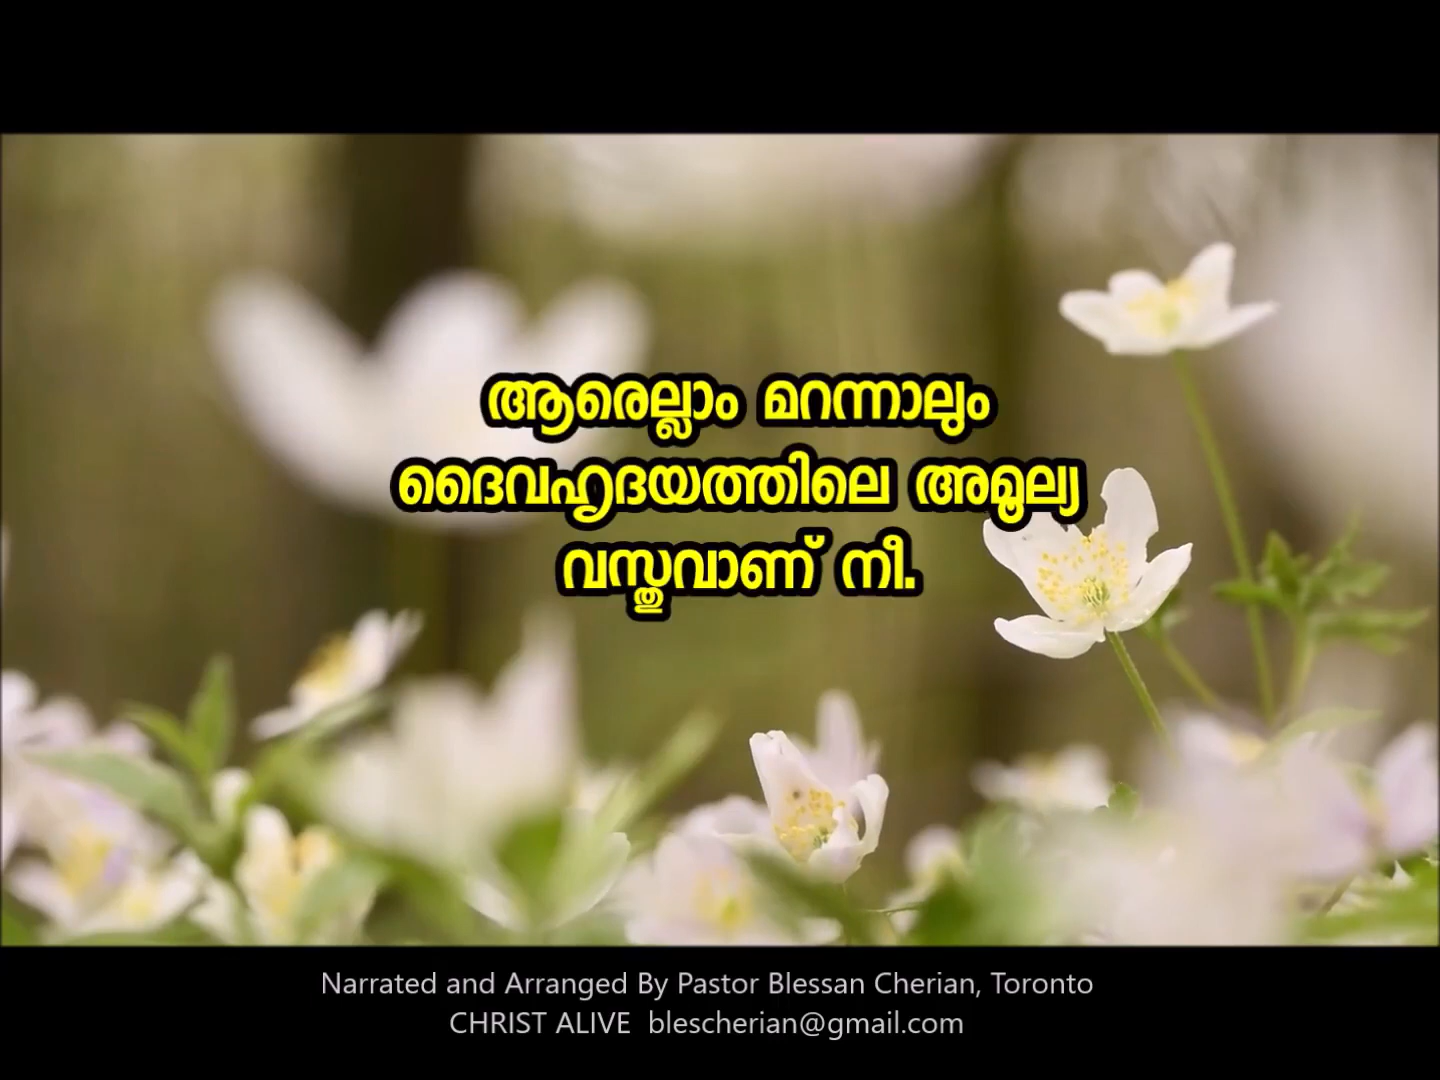 ആരെല്ലാം മറന്നാലും
ദൈവഹൃദയത്തിലെ അമൂല്യ
വസ്തുവാണ് നീ.
Narrated and Arranged By Pastor Blessan Cherian, Toronto
CHRIST ALIVE  blescherian@gmail.com